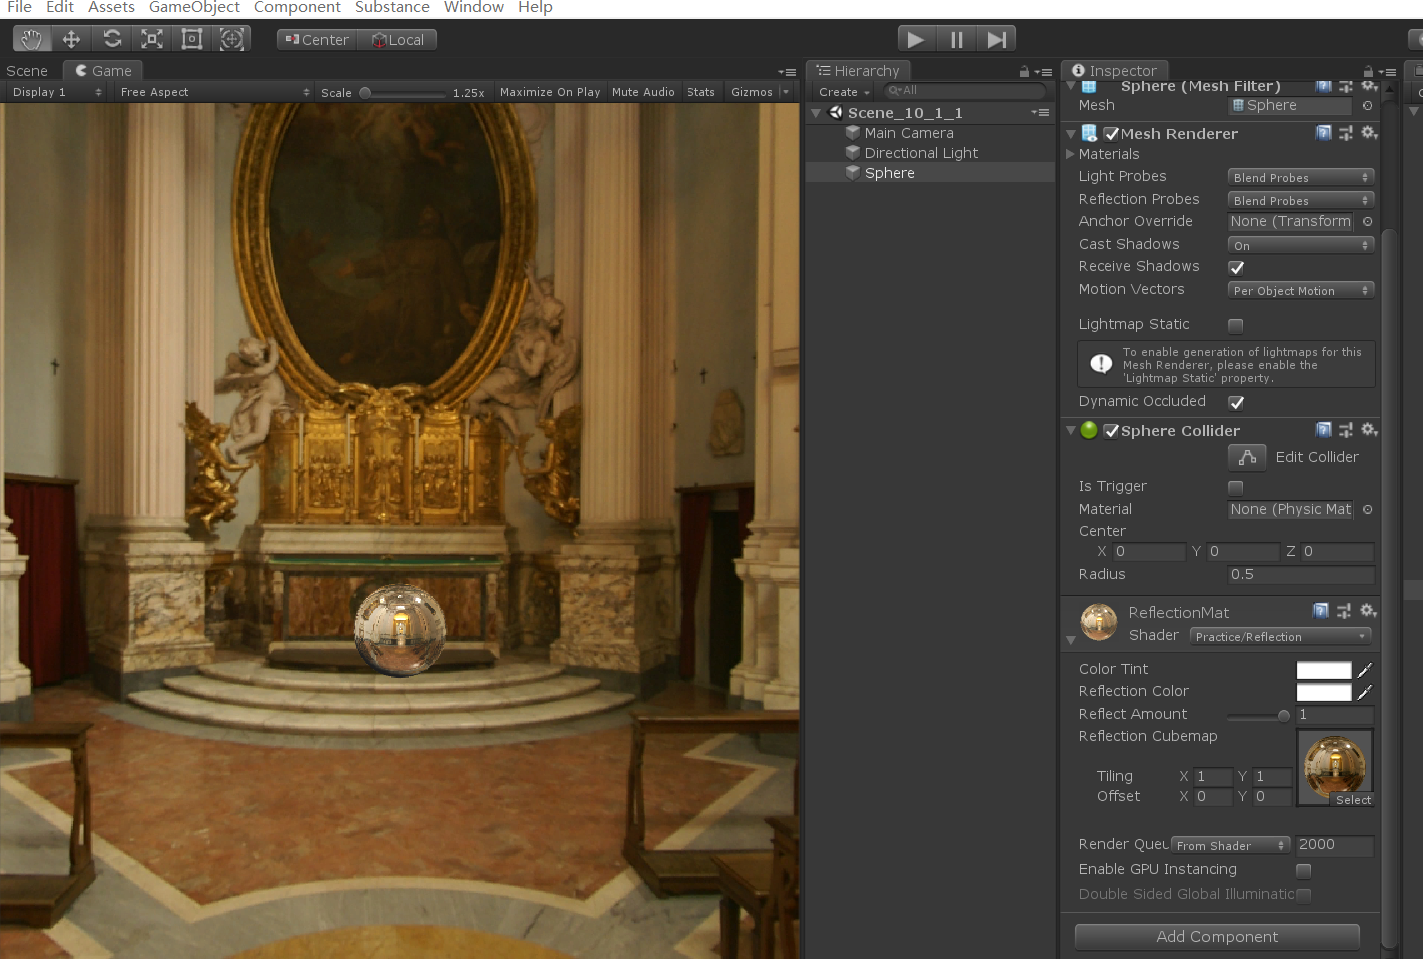 File Edit Assets GameObject Component Substance Window Help
Center Local
Scene Game
Display 1 Free Aspect Scale 1.25x Maximize On Play Mute Audio Stats Gizmos
Hierarchy
Create All
Scene_10_1_1
Main Camera
Directional Light
Sphere
Inspector
Sphere (Mesh Filter)
Mesh Sphere
Mesh Renderer
Materials
Light Probes Blend Probes
Reflection Probes Blend Probes
Anchor Override None (Transform
Cast Shadows On
Receive Shadows
Motion Vectors Per Object Motion
Lightmap Static
To enable generation of lightmaps for this
Mesh Renderer, please enable the
'Lightmap Static' property.
Dynamic Occluded
Sphere Collider
Edit Collider
Is Trigger
Material None (Physic Mat
Center
X 0 Y 0 Z 0
Radius 0.5
ReflectionMat
Shader Practice/Reflection
Color Tint
Reflection Color
Reflect Amount 1
Reflection Cubemap
Tiling X 1 Y 1
Offset X 0 Y 0
Select
Render Queu From Shader 2000
Enable GPU Instancing
Double Sided Global Illuminatic
Add Component